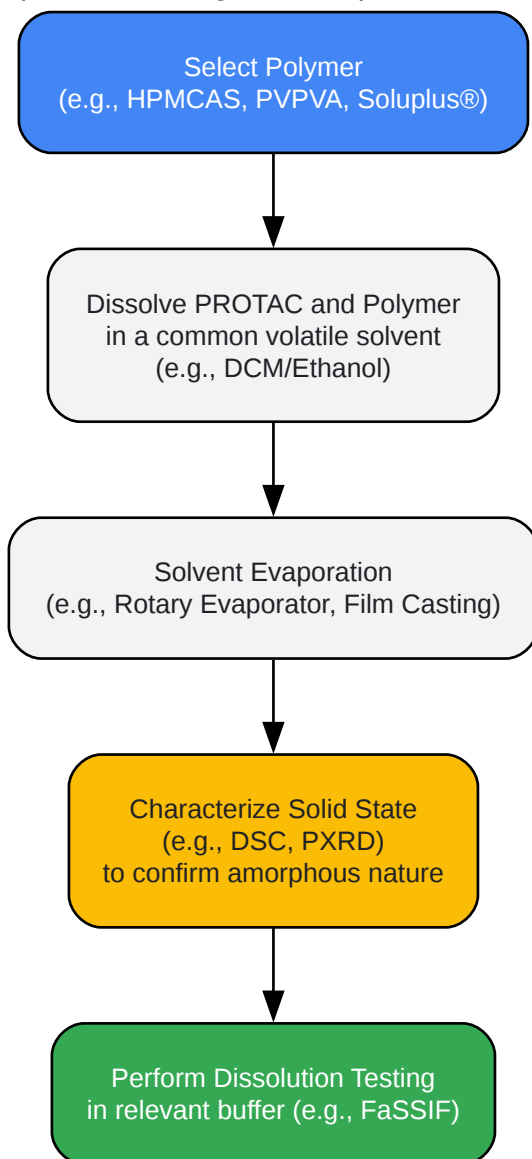 Select Polymer
(e.g., HPMCAS, PVPVA, Soluplus®)
Dissolve PROTAC and Polymer
in a common volatile solvent
(e.g., DCM/Ethanol)
Solvent Evaporation
(e.g., Rotary Evaporator, Film Casting)
Characterize Solid State
(e.g., DSC, PXRD)
to confirm amorphous nature
Perform Dissolution Testing
in relevant buffer (e.g., FaSSIF)